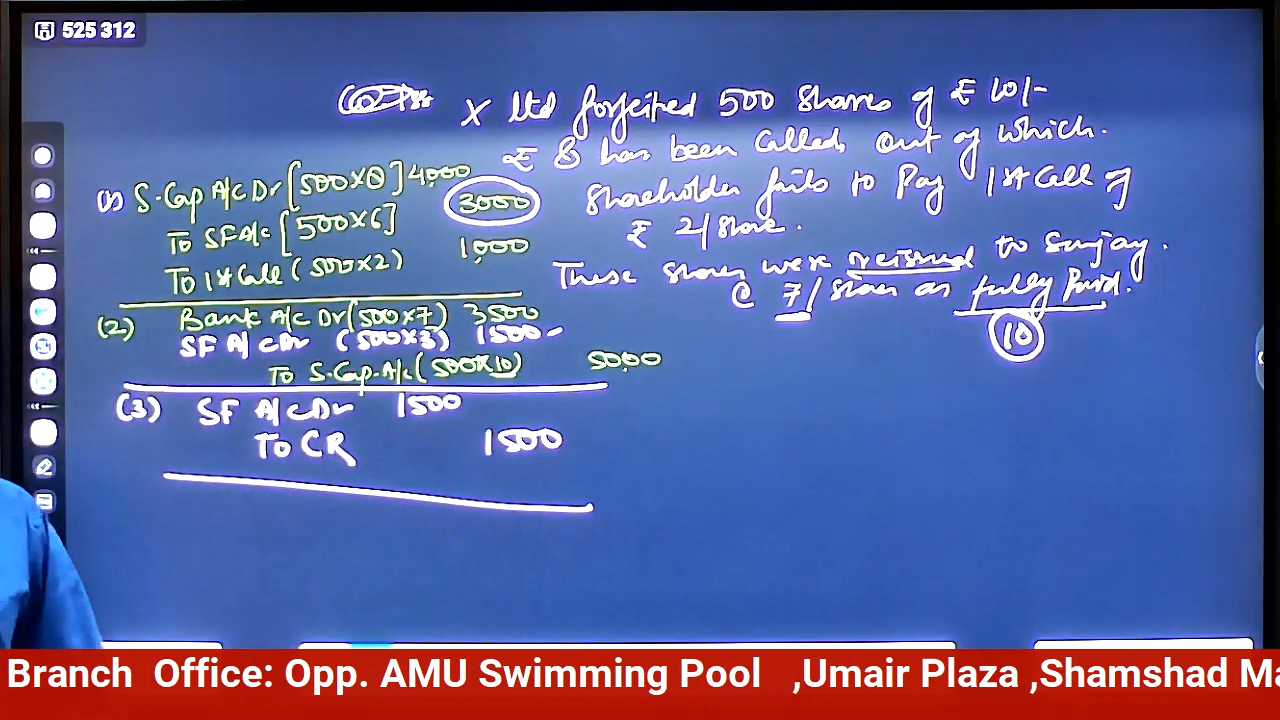 525 312
X Ltd forfeited 500 shares of ₹ 10/-
₹ 8 has been called out of which.
Shareholder fails to Pay 1st Call of
₹ 2/share.
These shares were reissued to Sanjay.
@ 7/share as fully Paid.
10
(1) S.Cap A/c Dr [500×8] 4000
To SF A/c [500×6] 3000
To 1st Call (500×2) 1000
(2) Bank A/c Dr (500×7) 3500
SF A/c Dr (500×3) 1500
To S.Cap.A/c (500×10) 5000
(3) SF A/c Dr 1500
To CR 1500
Branch Office: Opp. AMU Swimming Pool ,Umair Plaza ,Shamshad Ma